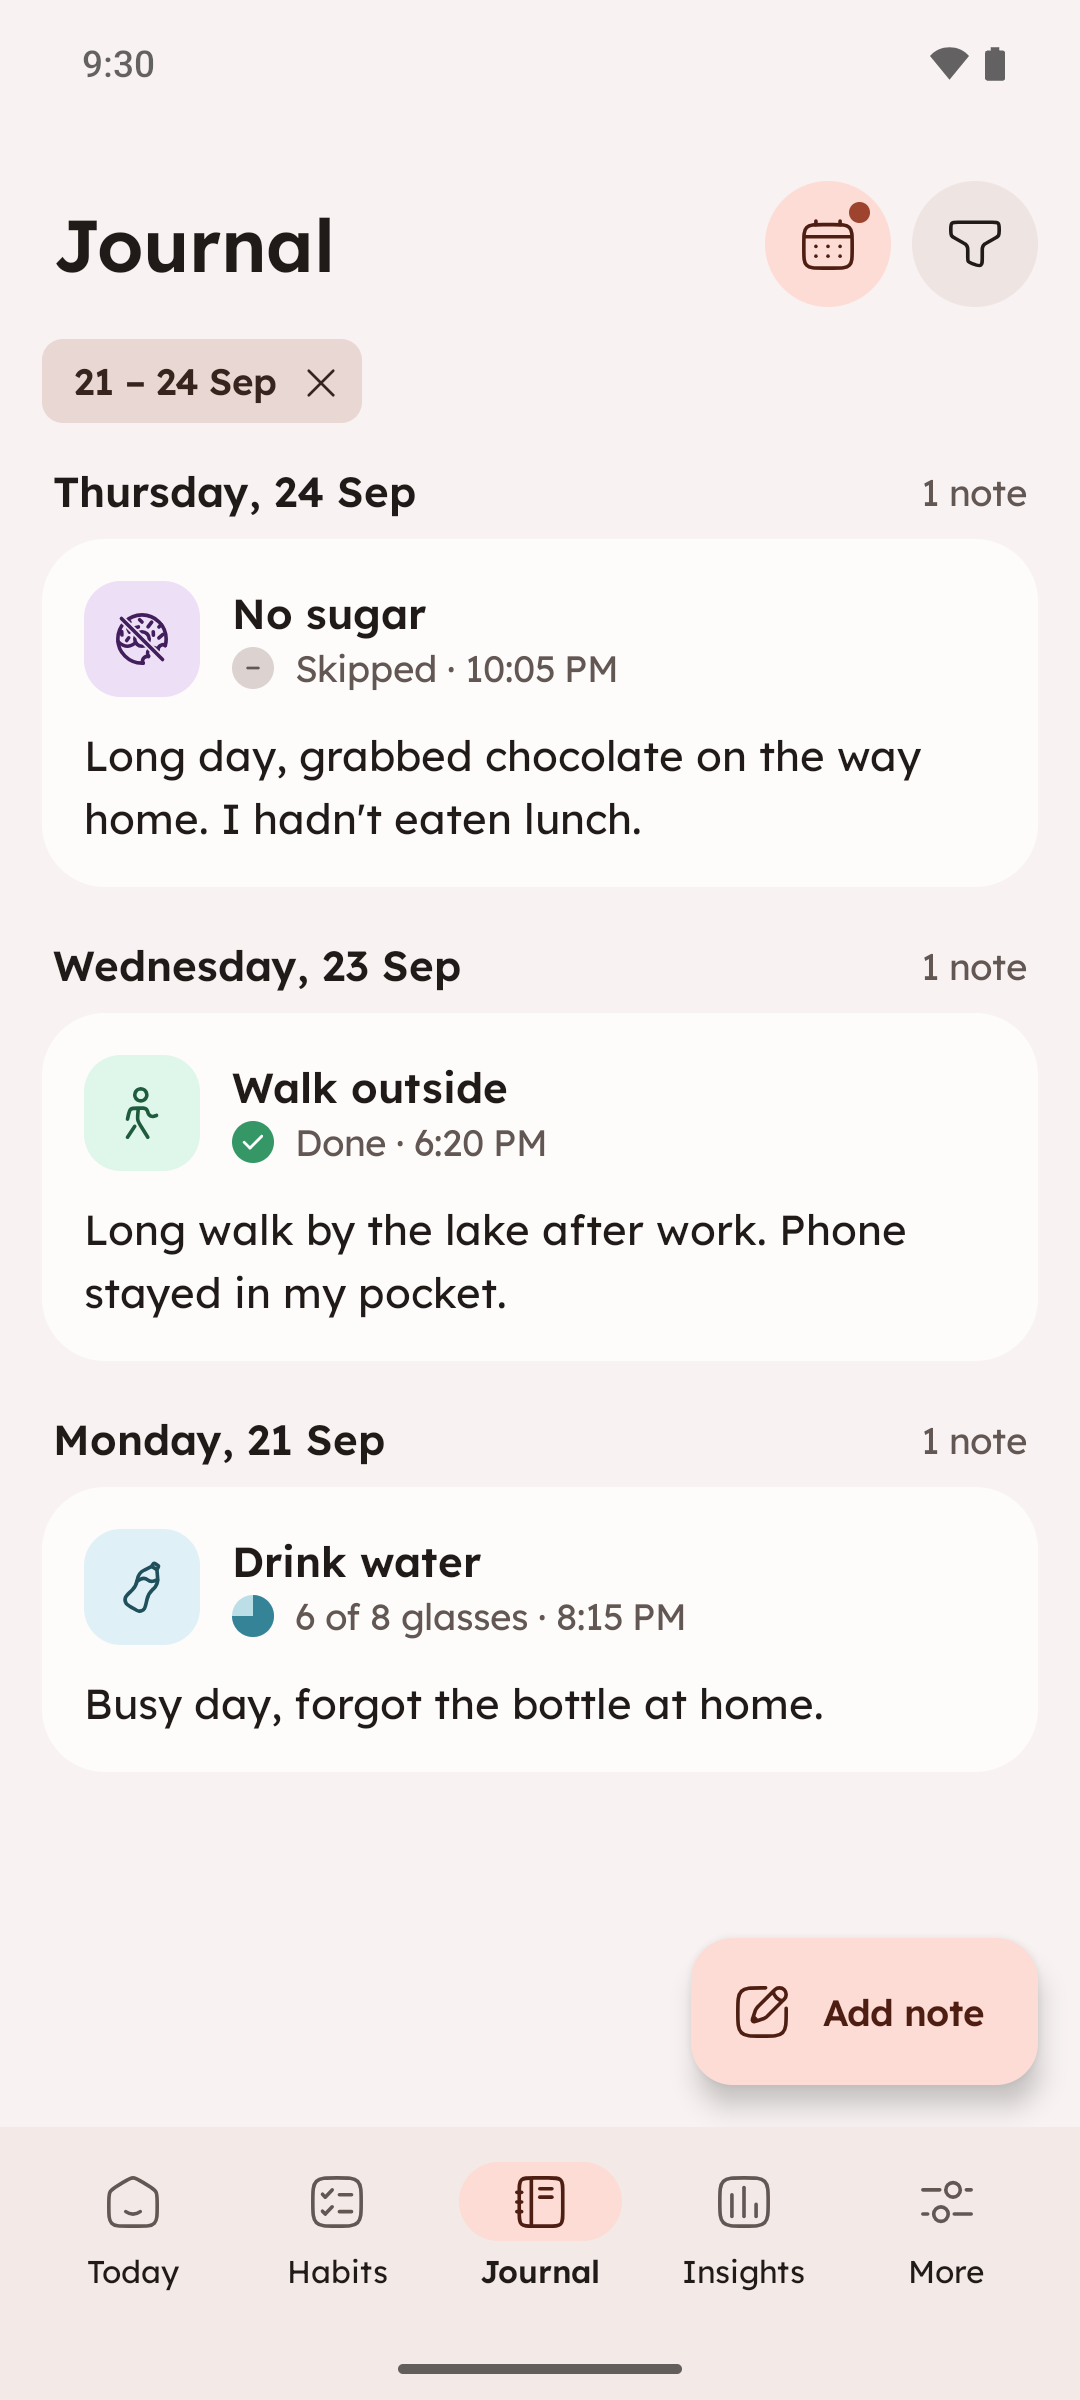 9:30
Journal
21 – 24 Sep
Thursday, 24 Sep
1 note
No sugar
Skipped · 10:05 PM
Long day, grabbed chocolate on the way
home. I hadn't eaten lunch.
Wednesday, 23 Sep
1 note
Walk outside
Done · 6:20 PM
Long walk by the lake after work. Phone
stayed in my pocket.
Monday, 21 Sep
1 note
Drink water
6 of 8 glasses · 8:15 PM
Busy day, forgot the bottle at home.
Add note
Today
Habits
Journal
Insights
More